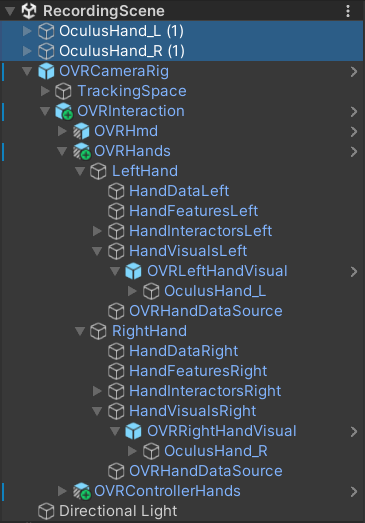 RecordingScene
OculusHand_L (1)
OculusHand_R (1)
OVRCameraRig
TrackingSpace
OVRInteraction
OVRHmd
OVRHands
LeftHand
HandDataLeft
HandFeaturesLeft
HandInteractorsLeft
HandVisualsLeft
OVRLeftHandVisual
OculusHand_L
OVRHandDataSource
RightHand
HandDataRight
HandFeaturesRight
HandInteractorsRight
HandVisualsRight
OVRRightHandVisual
OculusHand_R
OVRHandDataSource
OVRControllerHands
Directional Light